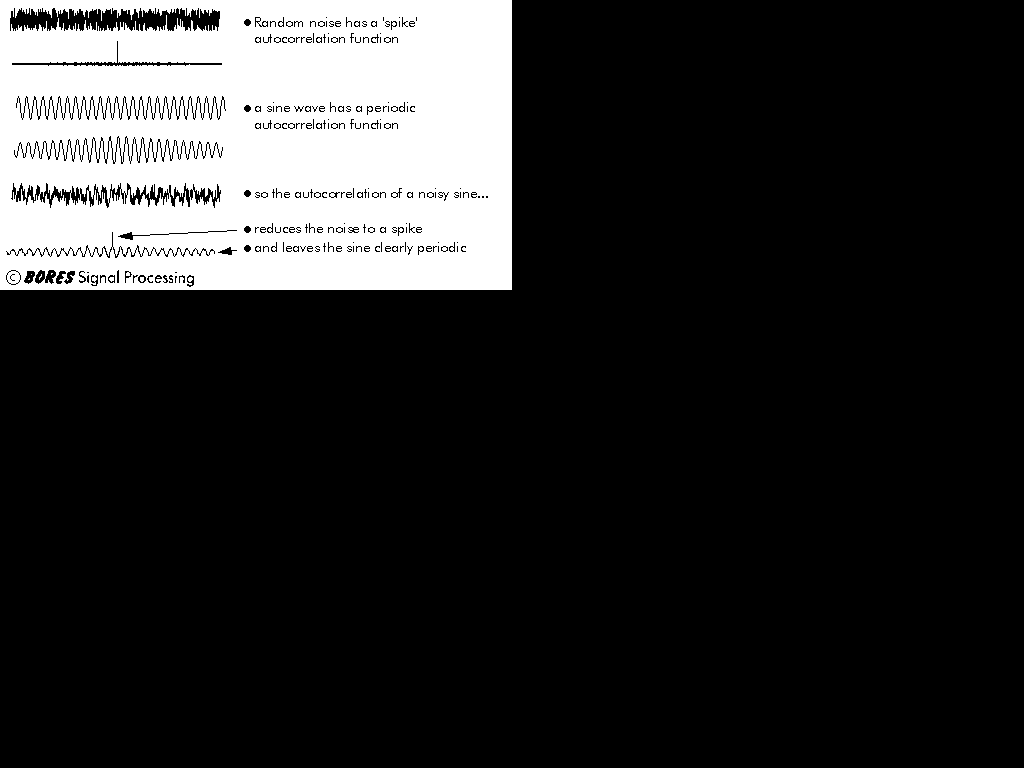 ● Random noise has a 'spike'
autocorrelation function
● a sine wave has a periodic
autocorrelation function
● so the autocorrelation of a noisy sine...
● reduces the noise to a spike
● and leaves the sine clearly periodic
© BORES Signal Processing